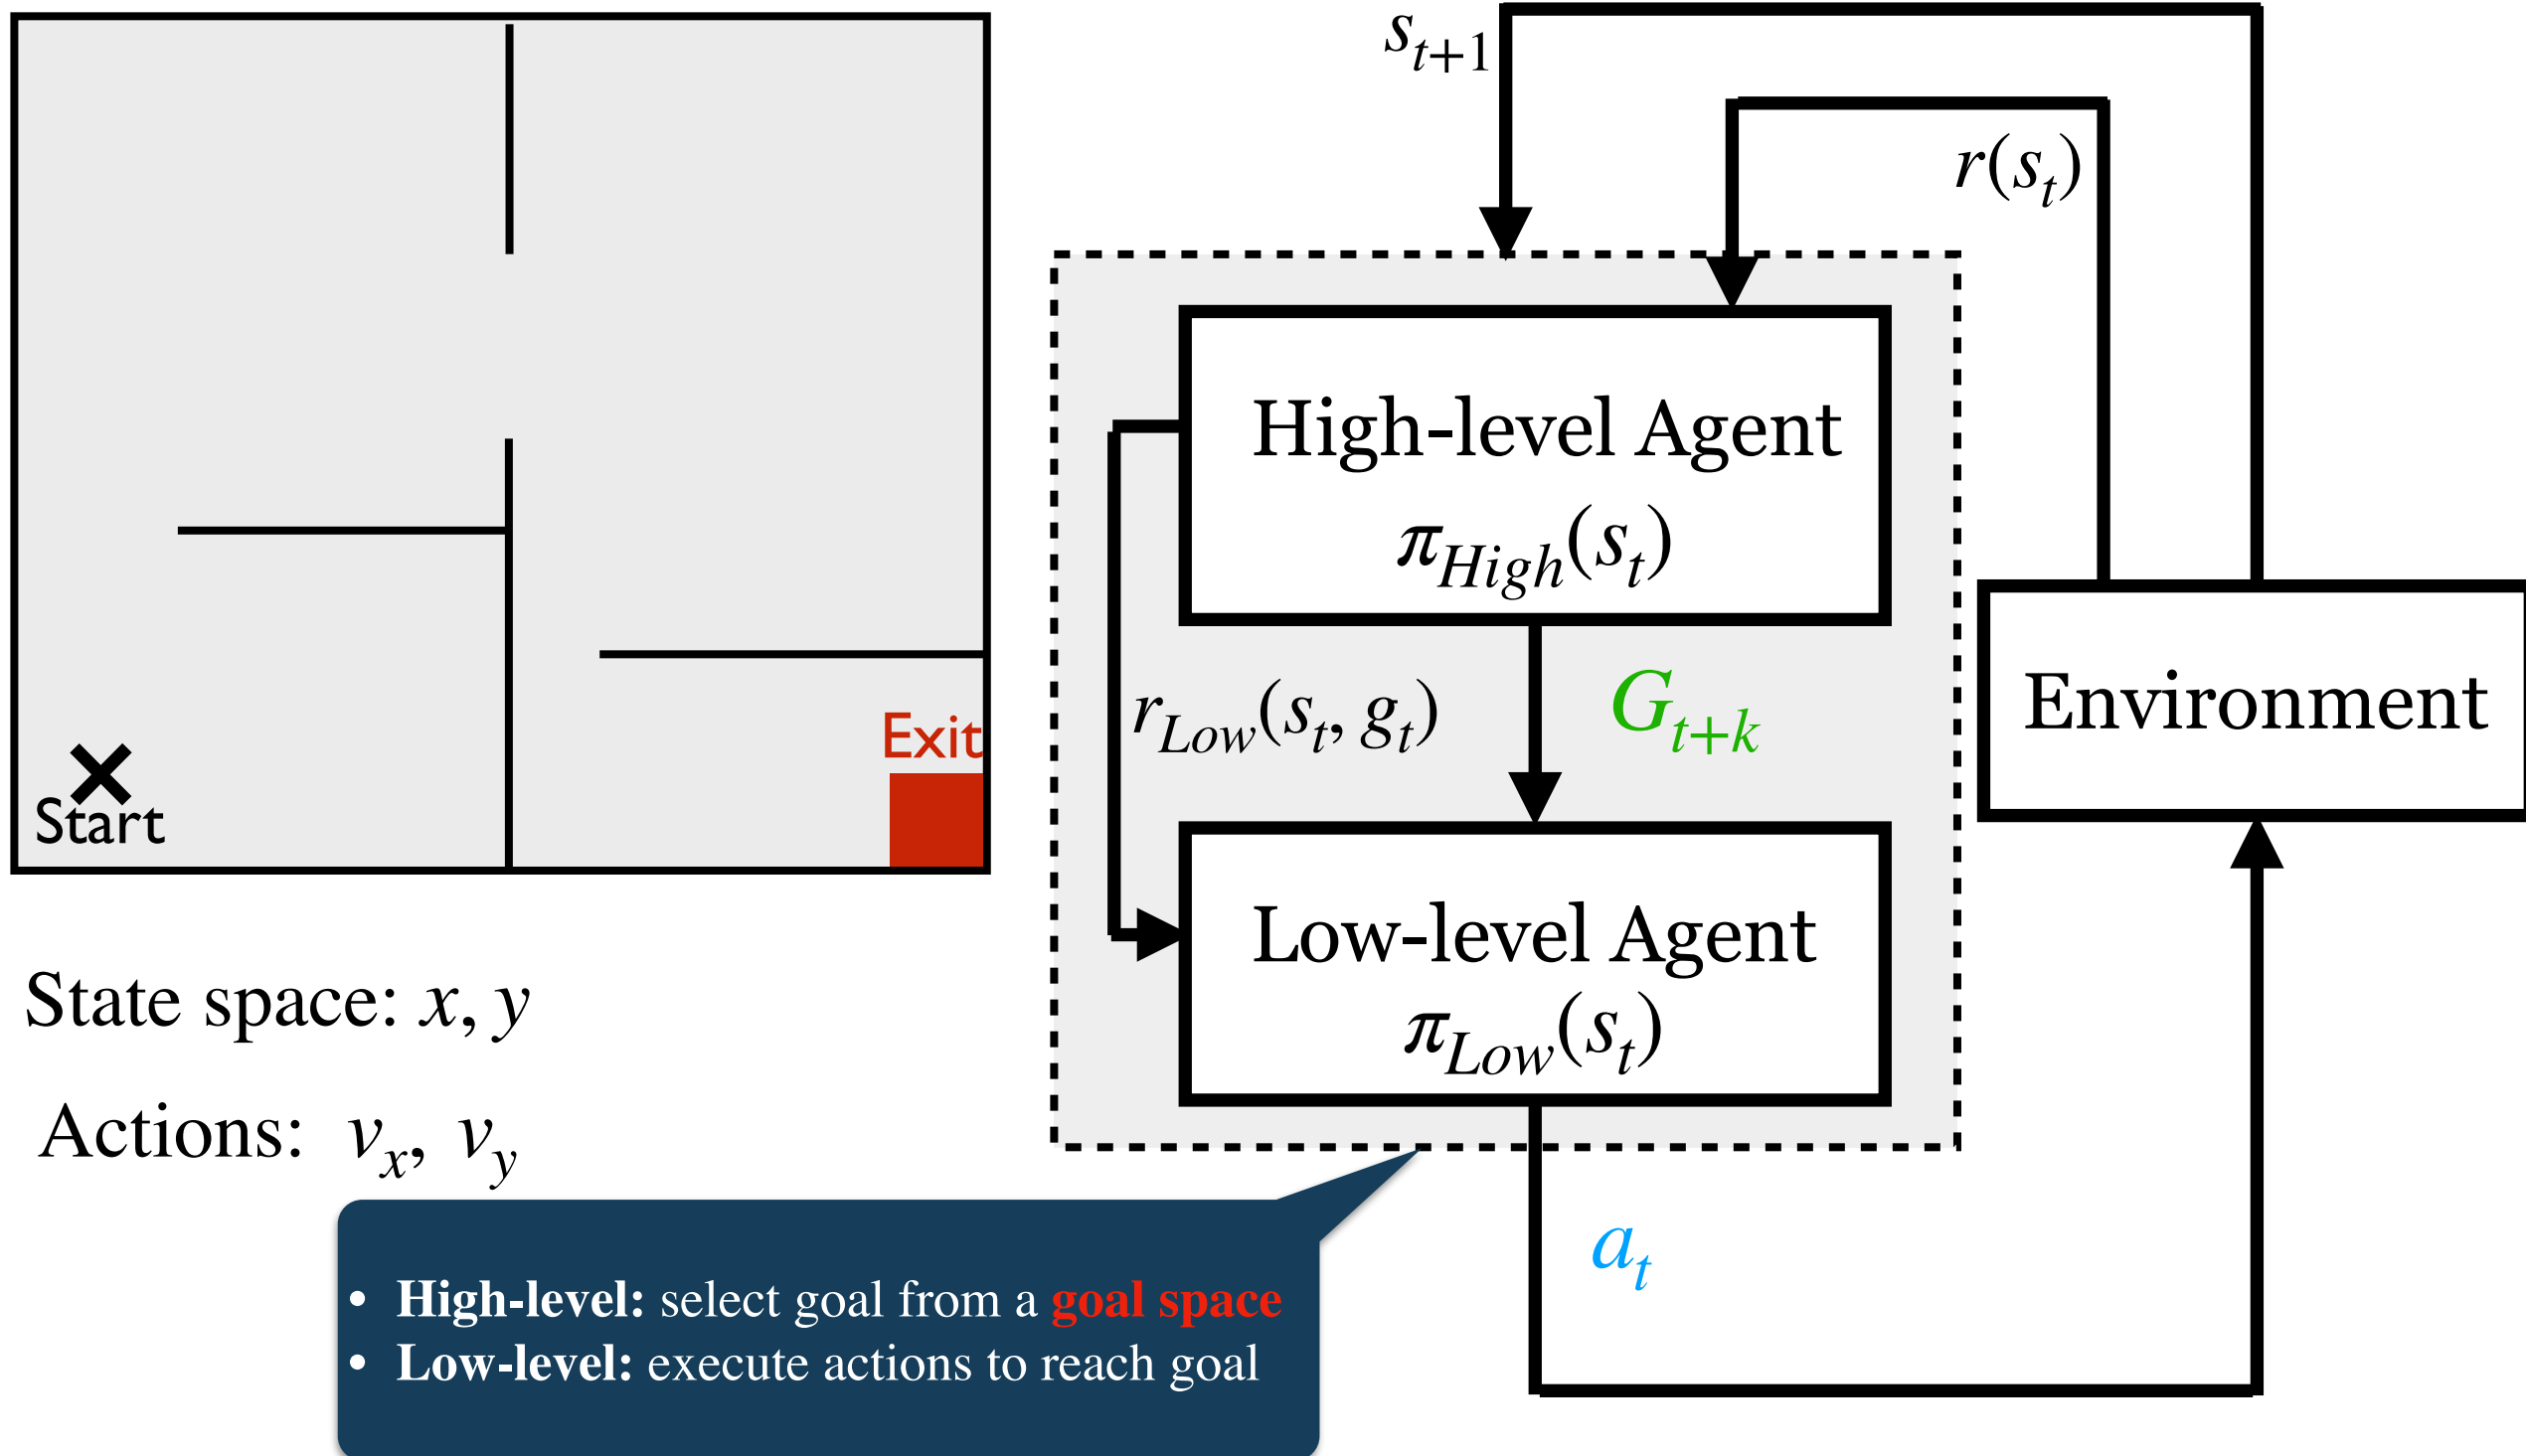 Exit
Start
State space: x, y
Actions: v_x, v_y
s_{t+1}
r(s_t)
High-level Agent
π_{High}(s_t)
r_{Low}(s_t, g_t)
G_{t+k}
Low-level Agent
π_{Low}(s_t)
Environment
a_t
• High-level: select goal from a goal space
• Low-level: execute actions to reach goal